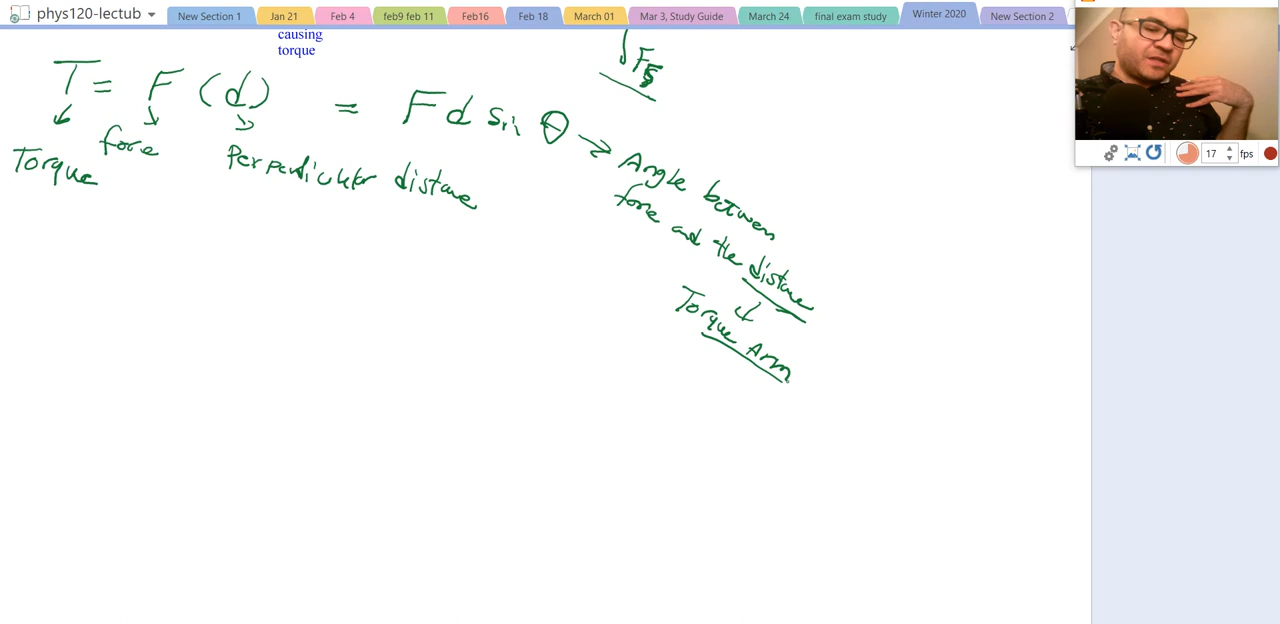 phys120-lectub
New Section 1
Jan 21
Feb 4
feb9 feb 11
Feb16
Feb 18
March 01
Mar 3, Study Guide
March 24
final exam study
Winter 2020
New Section 2
causing
torque
T = F (d) = F d sin θ
Torque
force
Perpendicular distance
Angle between
force and the distance
Torque Arm
17 fps